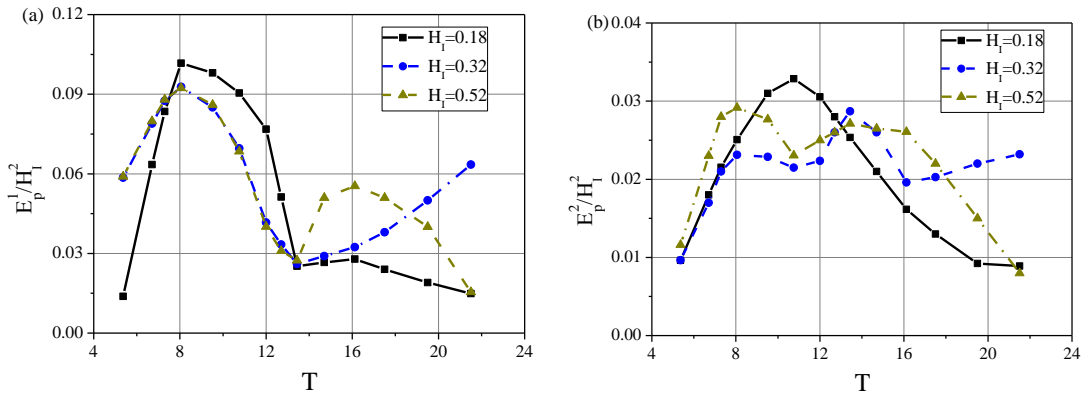 (a)
0.12
0.09
0.06
0.03
0.00
E_p^1/H_I^2
4 8 12 16 20 24
T
H_I=0.18
H_I=0.32
H_I=0.52
(b)
0.04
0.03
0.02
0.01
0.00
E_p^2/H_I^2
4 8 12 16 20 24
T
H_I=0.18
H_I=0.32
H_I=0.52